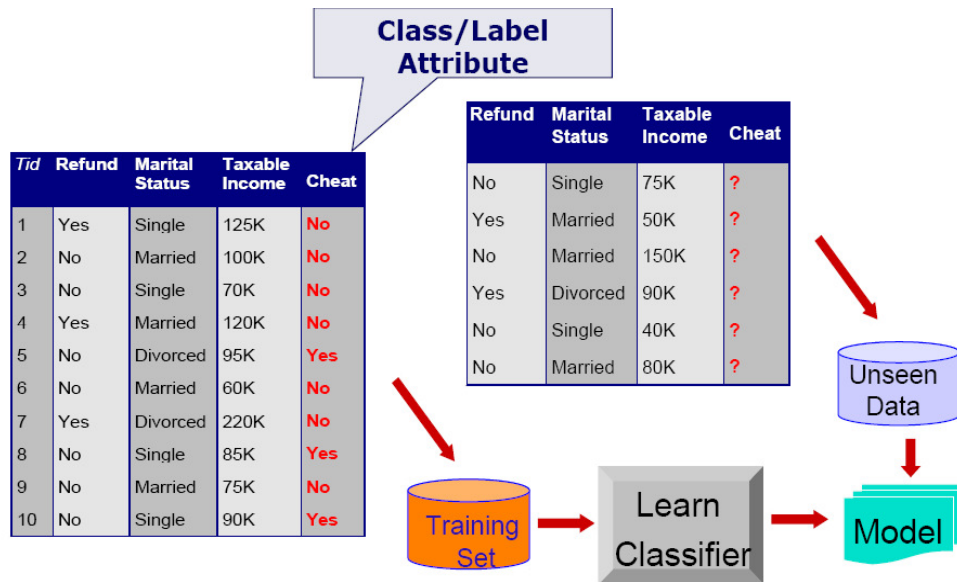 Class/Label
Attribute
Tid Refund Marital Status Taxable Income Cheat
1 Yes Single 125K No
2 No Married 100K No
3 No Single 70K No
4 Yes Married 120K No
5 No Divorced 95K Yes
6 No Married 60K No
7 Yes Divorced 220K No
8 No Single 85K Yes
9 No Married 75K No
10 No Single 90K Yes
Refund Marital Status Taxable Income Cheat
No Single 75K ?
Yes Married 50K ?
No Married 150K ?
Yes Divorced 90K ?
No Single 40K ?
No Married 80K ?
Unseen
Data
Training
Set
Learn
Classifier
Model